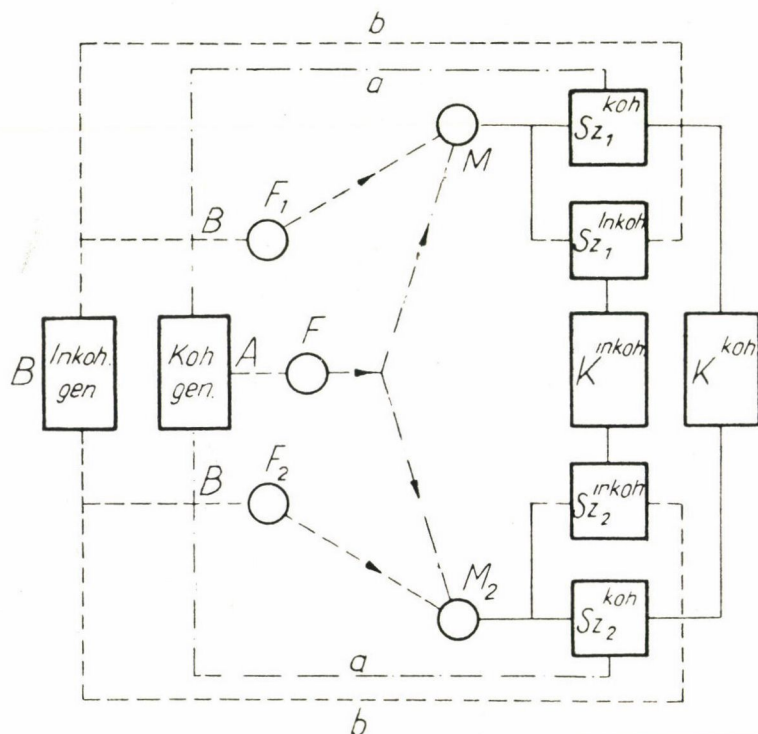 b
a
Sz₁ᵏᵒʰ
M
F₁
B
Sz₁ⁱⁿᵏᵒʰ
B
Inkoh.
gen
Koh
gen.
A
F
Kⁱⁿᵏᵒʰ
Kᵏᵒʰ
F₂
B
Sz₂ⁱⁿᵏᵒʰ
M₂
Sz₂ᵏᵒʰ
a
b